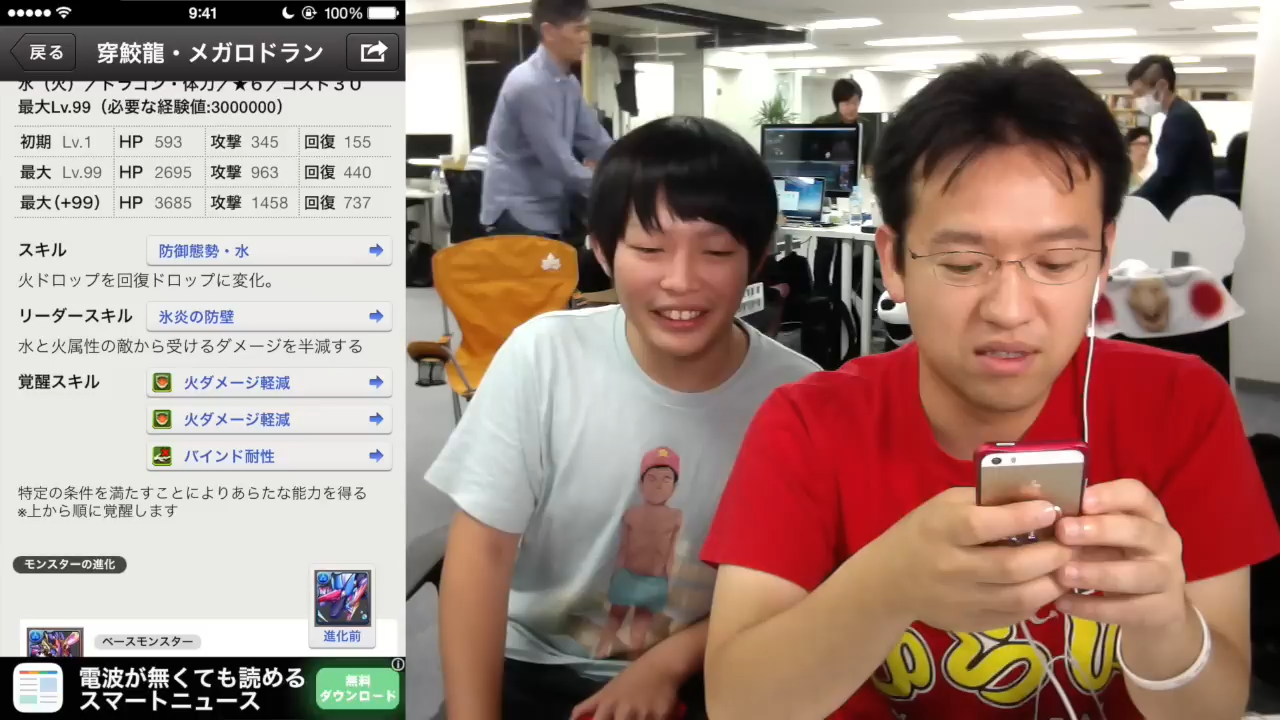 9:41
100%
戻る
穿鮫龍・メガロドラン
水（火）／ドラゴン・体力／★６／コスト３０
最大Lv.99（必要な経験値:3000000）
初期 Lv.1 HP 593 攻撃 345 回復 155
最大 Lv.99 HP 2695 攻撃 963 回復 440
最大(+99) HP 3685 攻撃 1458 回復 737
スキル 防御態勢・水
火ドロップを回復ドロップに変化。
リーダースキル 氷炎の防壁
水と火属性の敵から受けるダメージを半減する
覚醒スキル 火ダメージ軽減
火ダメージ軽減
バインド耐性
特定の条件を満たすことによりあらたな能力を得る
※上から順に覚醒します
モンスターの進化
進化前
ベースモンスター
電波が無くても読める
スマートニュース
無料
ダウンロード